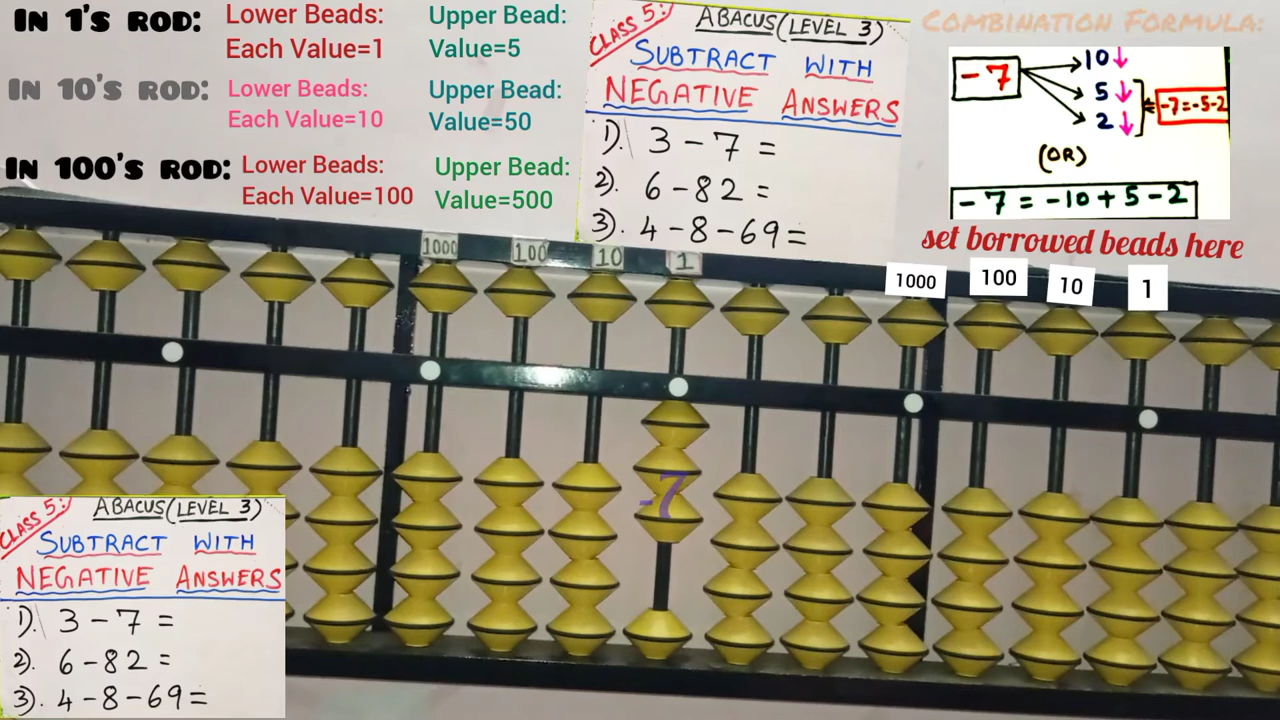 In 1's rod:
Lower Beads:
Each Value=1
Upper Bead:
Value=5
In 10's rod:
Lower Beads:
Each Value=10
Upper Bead:
Value=50
In 100's rod:
Lower Beads:
Each Value=100
Upper Bead:
Value=500
CLASS 5:
ABACUS(LEVEL 3)
SUBTRACT WITH
NEGATIVE ANSWERS
1). 3 - 7 =
2). 6 - 82 =
3). 4 - 8 - 69 =
Combination Formula:
-7
10↓
5↓
2↓
= -7=-5-2
(OR)
-7 = -10 + 5 - 2
set borrowed beads here
1000 100 10 1
1000 100 10 1
-7
CLASS 5:
ABACUS(LEVEL 3)
SUBTRACT WITH
NEGATIVE ANSWERS
1). 3 - 7 =
2). 6 - 82 =
3). 4 - 8 - 69 =